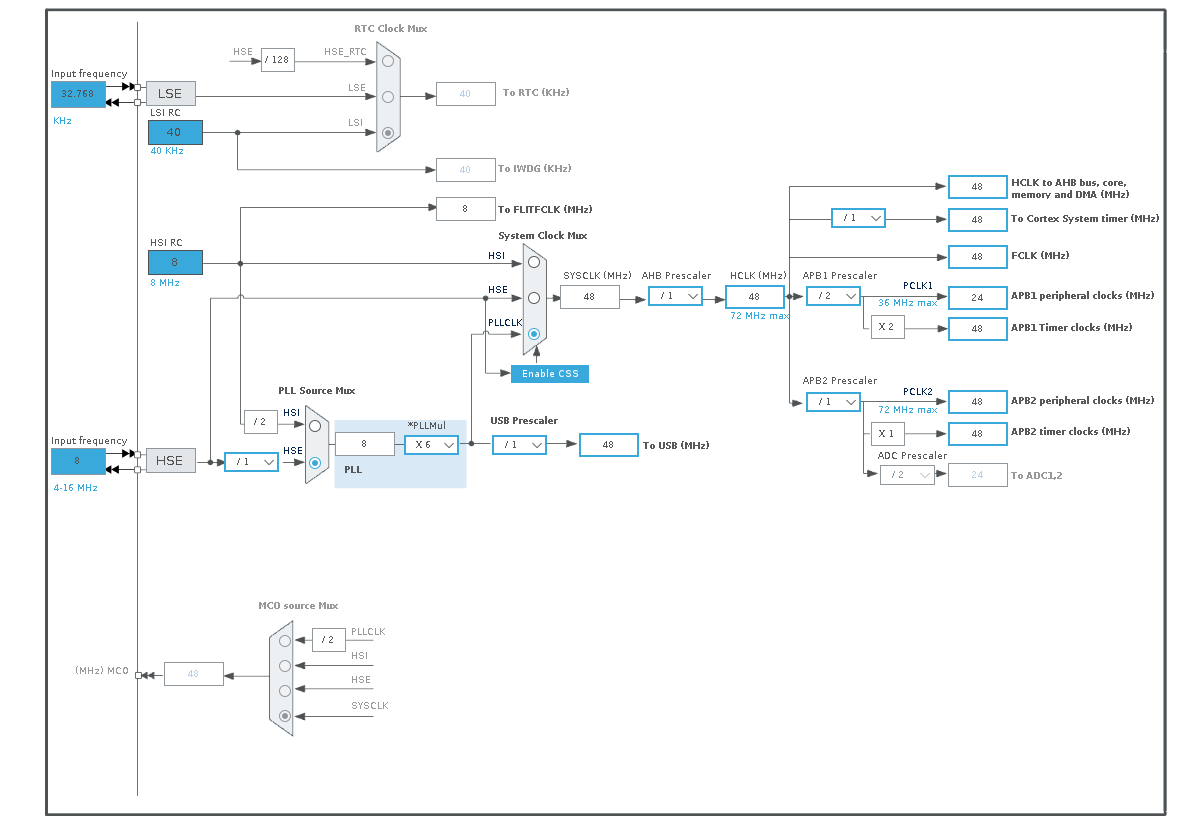 RTC Clock Mux
HSE
/ 128
HSE_RTC
Input frequency
32.768
KHz
LSE
LSE
40
To RTC (KHz)
LSI RC
40
40 KHz
LSI
40
To IWDG (KHz)
8
To FLITFCLK (MHz)
System Clock Mux
HSI RC
8
8 MHz
HSI
HSE
PLLCLK
Enable CSS
SYSCLK (MHz)
48
AHB Prescaler
/ 1
HCLK (MHz)
48
72 MHz max
48
HCLK to AHB bus, core,
memory and DMA (MHz)
/ 1
48
To Cortex System timer (MHz)
48
FCLK (MHz)
APB1 Prescaler
/ 2
PCLK1
36 MHz max
24
APB1 peripheral clocks (MHz)
X 2
48
APB1 Timer clocks (MHz)
APB2 Prescaler
/ 1
PCLK2
72 MHz max
48
APB2 peripheral clocks (MHz)
X 1
48
APB2 timer clocks (MHz)
ADC Prescaler
/ 2
24
To ADC1,2
PLL Source Mux
/ 2
HSI
Input frequency
8
4-16 MHz
HSE
/ 1
HSE
8
PLL
*PLLMul
X 6
USB Prescaler
/ 1
48
To USB (MHz)
MCO source Mux
/ 2
PLLCLK
HSI
HSE
SYSCLK
(MHz) MCO
48